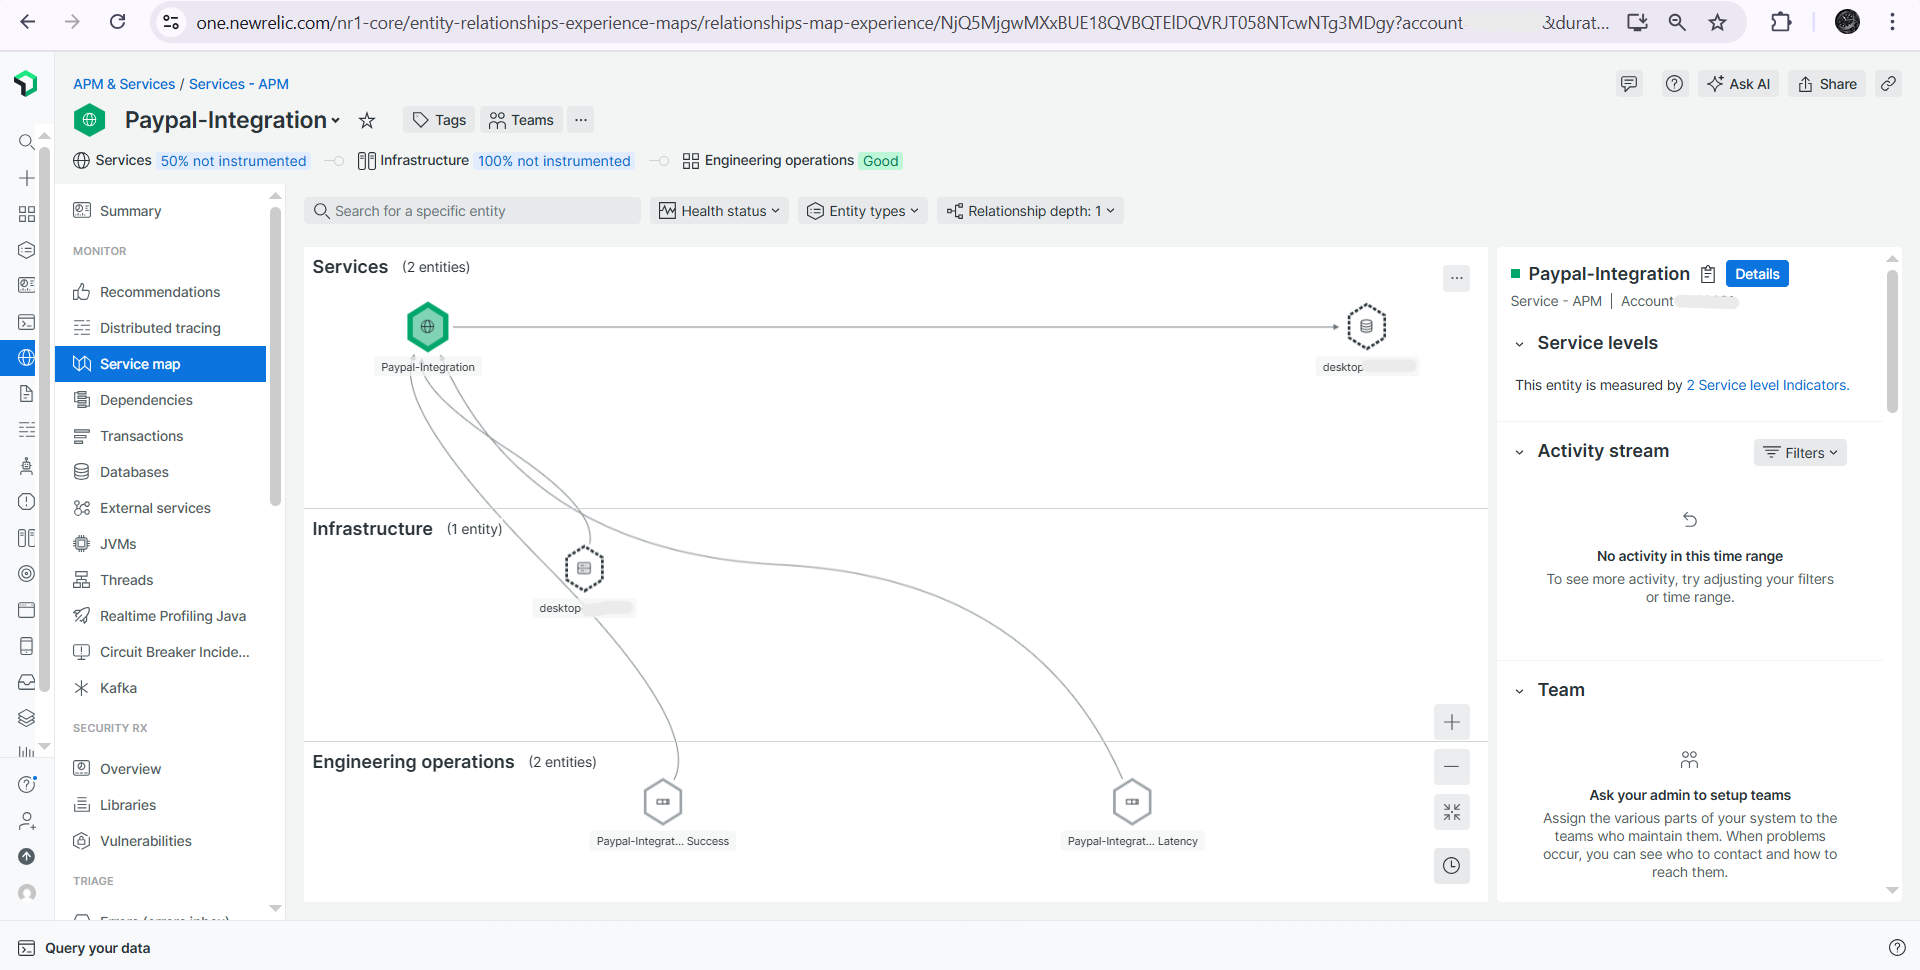 one.newrelic.com/nr1-core/entity-relationships-experience-maps/relationships-map-experience/NjQ5MjgwMXxBUE18QVBQTElDQVRJT058NTcwNTg3MDgy?account &durat...
APM & Services / Services - APM
Ask AI
Share
Paypal-Integration
Tags
Teams
...
Services 50% not instrumented
Infrastructure 100% not instrumented
Engineering operations Good
Summary
MONITOR
Recommendations
Distributed tracing
Service map
Dependencies
Transactions
Databases
External services
JVMs
Threads
Realtime Profiling Java
Circuit Breaker Incide...
Kafka
SECURITY RX
Overview
Libraries
Vulnerabilities
TRIAGE
Errors (errors inbox)
Search for a specific entity
Health status
Entity types
Relationship depth: 1
Services (2 entities)
...
Paypal-Integration
desktop
Infrastructure (1 entity)
desktop
Engineering operations (2 entities)
Paypal-Integrat... Success
Paypal-Integrat... Latency
Paypal-Integration
Details
Service - APM | Account
Service levels
This entity is measured by 2 Service level Indicators.
Activity stream
Filters
No activity in this time range
To see more activity, try adjusting your filters
or time range.
Team
Ask your admin to setup teams
Assign the various parts of your system to the
teams who maintain them. When problems
occur, you can see who to contact and how to
reach them.
Query your data